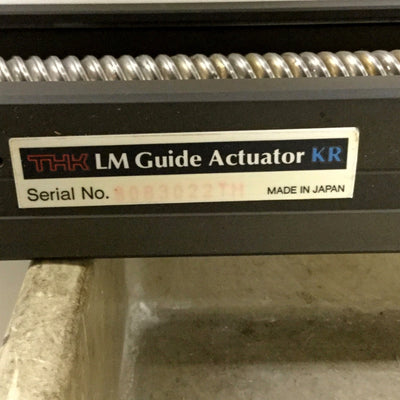 THK LM Guide Actuator KR
Serial No.
MADE IN JAPAN